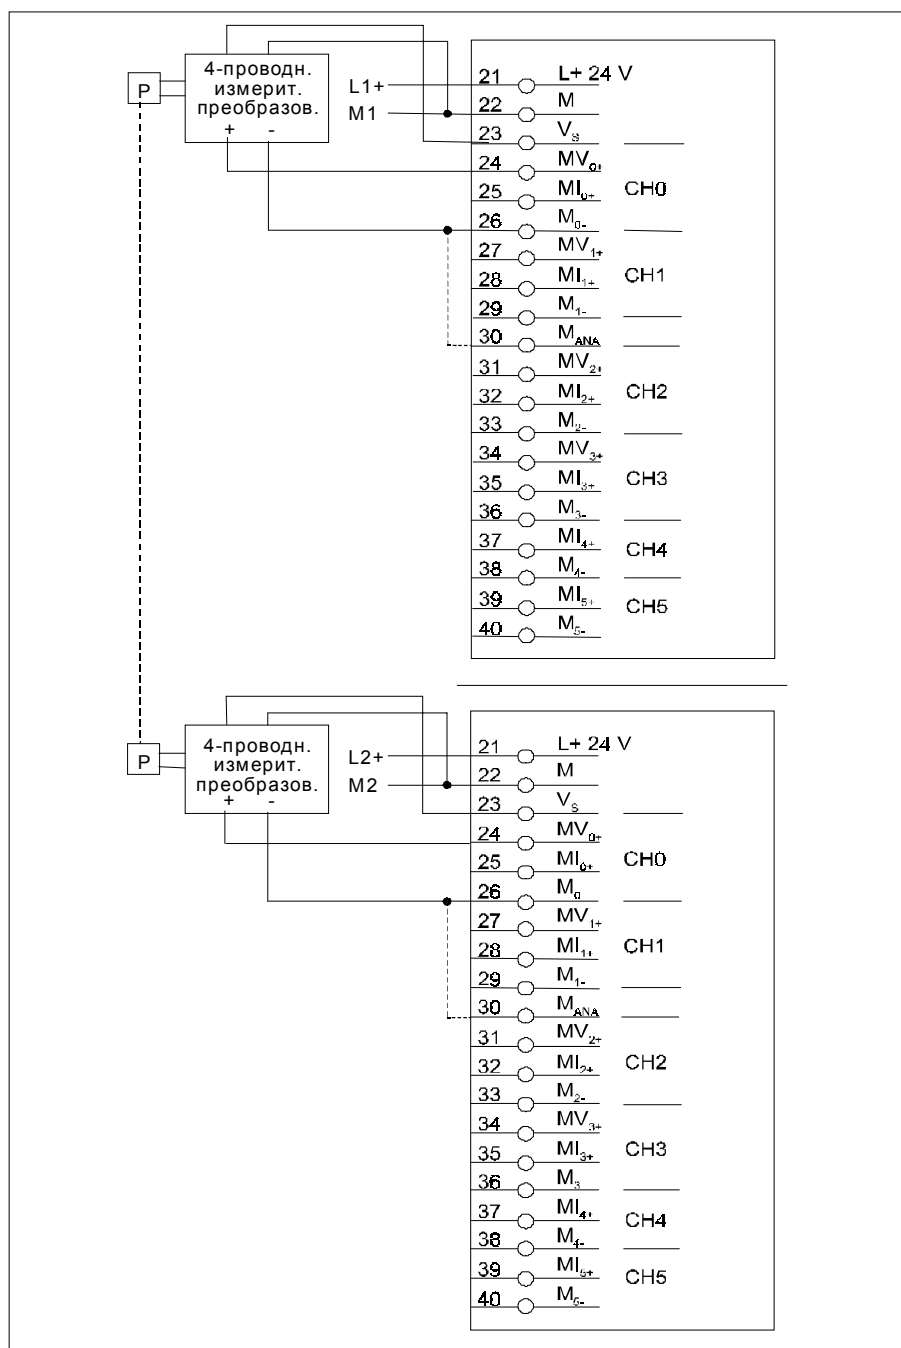 4-проводн.
измерит.
преобразов.
+ -
P
L1+
M1
21 L+ 24 V
22 M
23 Vs
24 MV0+
25 MI0+ CH0
26 M0-
27 MV1+
28 MI1+ CH1
29 M1-
30 MANA
31 MV2+
32 MI2+ CH2
33 M2-
34 MV3+
35 MI3+ CH3
36 M3-
37 MI4+ CH4
38 M4-
39 MI5+ CH5
40 M5-
4-проводн.
измерит.
преобразов.
+ -
P
L2+
M2
21 L+ 24 V
22 M
23 Vs
24 MV0+
25 MI0+ CH0
26 M0
27 MV1+
28 MI1+ CH1
29 M1-
30 MANA
31 MV2+
32 MI2+ CH2
33 M2-
34 MV3+
35 MI3+ CH3
36 M3
37 MI4+ CH4
38 M4-
39 MI5+ CH5
40 M5-